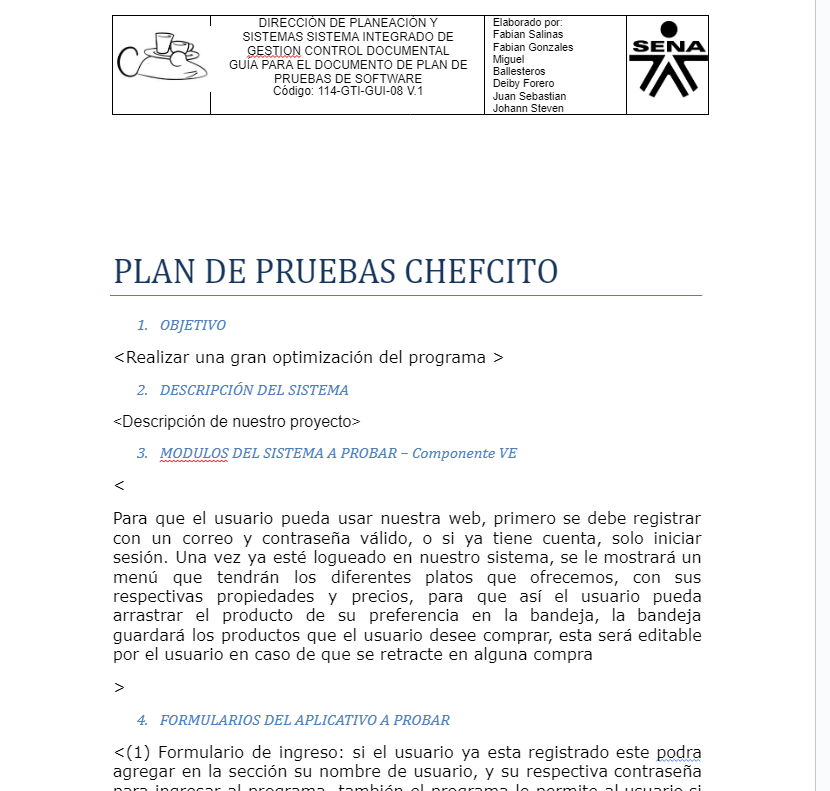 DIRECCIÓN DE PLANEACIÓN Y
SISTEMAS SISTEMA INTEGRADO DE
GESTION CONTROL DOCUMENTAL
GUÍA PARA EL DOCUMENTO DE PLAN DE
PRUEBAS DE SOFTWARE
Código: 114-GTI-GUI-08 V.1
Elaborado por:
Fabian Salinas
Fabian Gonzales
Miguel
Ballesteros
Deiby Forero
Juan Sebastian
Johann Steven
SENA
PLAN DE PRUEBAS CHEFCITO
1. OBJETIVO
<Realizar una gran optimización del programa >
2. DESCRIPCIÓN DEL SISTEMA
<Descripción de nuestro proyecto>
3. MODULOS DEL SISTEMA A PROBAR – Componente VE
<
Para que el usuario pueda usar nuestra web, primero se debe registrar
con un correo y contraseña válido, o si ya tiene cuenta, solo iniciar
sesión. Una vez ya esté logueado en nuestro sistema, se le mostrará un
menú que tendrán los diferentes platos que ofrecemos, con sus
respectivas propiedades y precios, para que así el usuario pueda
arrastrar el producto de su preferencia en la bandeja, la bandeja
guardará los productos que el usuario desee comprar, esta será editable
por el usuario en caso de que se retracte en alguna compra
>
4. FORMULARIOS DEL APLICATIVO A PROBAR
<(1) Formulario de ingreso: si el usuario ya esta registrado este podra
agregar en la sección su nombre de usuario, y su respectiva contraseña
para ingresar al programa, también el programa le permite al usuario si